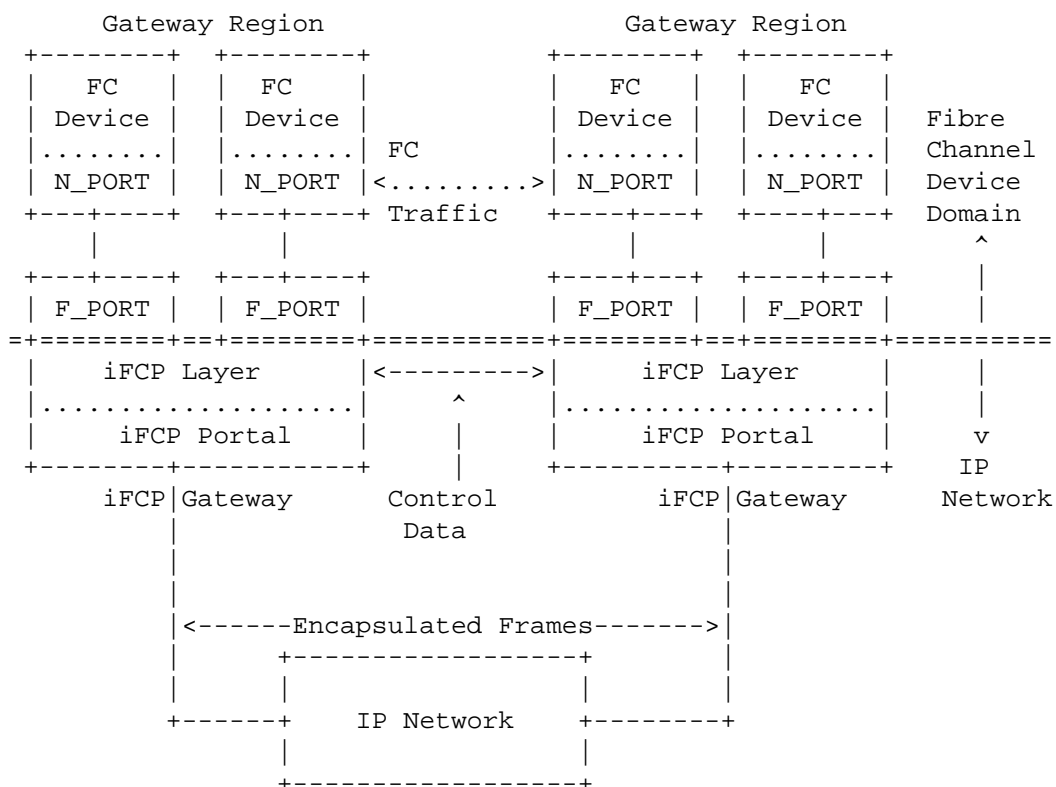 Gateway Region Gateway Region
+--------+ +--------+ +--------+ +--------+
| FC | | FC | | FC | | FC |
| Device | | Device | | Device | | Device | Fibre
|........| |........| FC |........| |........| Channel
| N_PORT | | N_PORT |<.........>| N_PORT | | N_PORT | Device
+---+----+ +---+----+ Traffic +----+---+ +----+---+ Domain
| | | | ^
+---+----+ +---+----+ +----+---+ +----+---+ |
| F_PORT | | F_PORT | | F_PORT | | F_PORT | |
=+========+==+========+===========+========+==+========+==========
| iFCP Layer |<--------->| iFCP Layer | |
|....................| ^ |....................| |
| iFCP Portal | | | iFCP Portal | v
+--------+-----------+ | +----------+---------+ IP
iFCP|Gateway Control iFCP|Gateway Network
| Data |
| |
| |
|<------Encapsulated Frames------->|
| +------------------+ |
| | | |
+------+ IP Network +--------+
| |
+------------------+